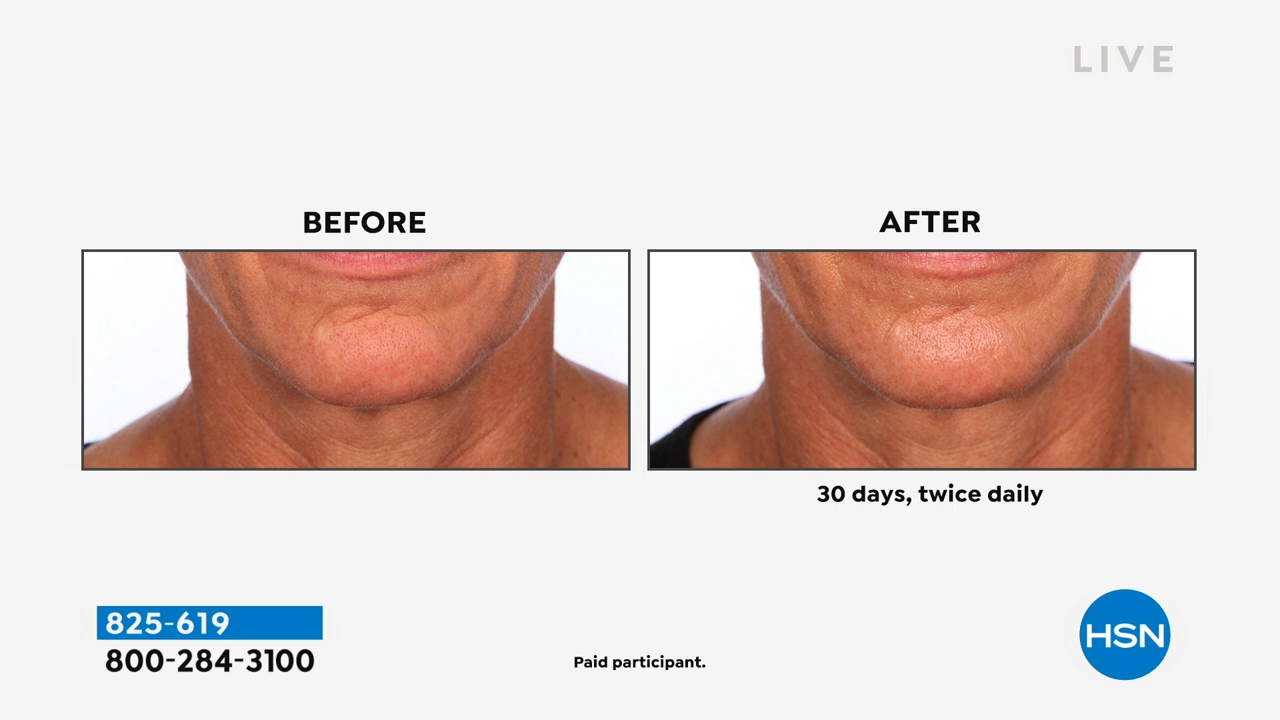 LIVE
BEFORE
AFTER
30 days, twice daily
825-619
800-284-3100
Paid participant.
HSN